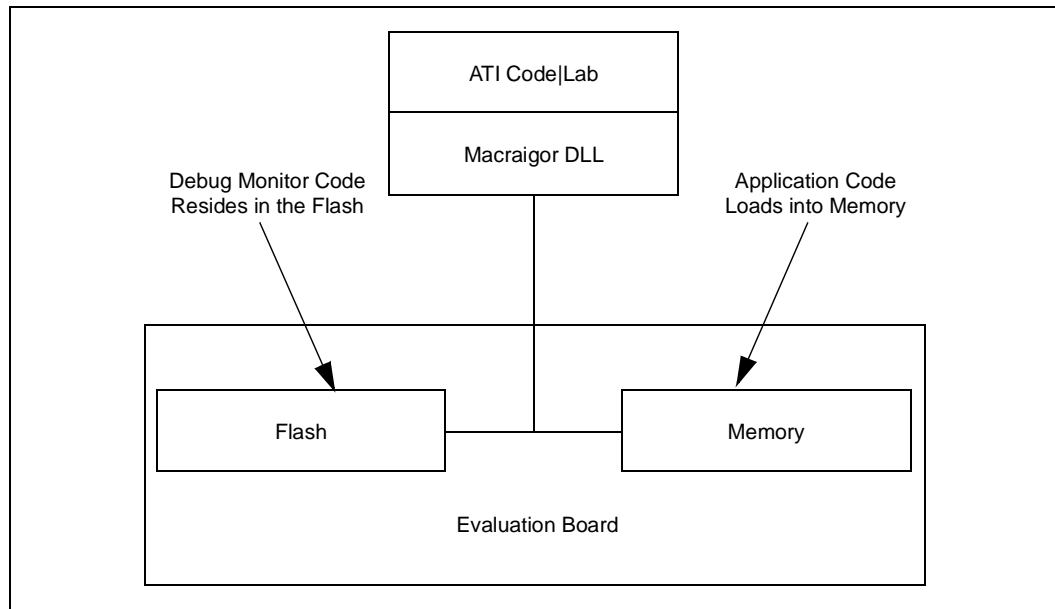 ATI Code|Lab
Macraigor DLL
Debug Monitor Code
Resides in the Flash
Application Code
Loads into Memory
Flash
Memory
Evaluation Board